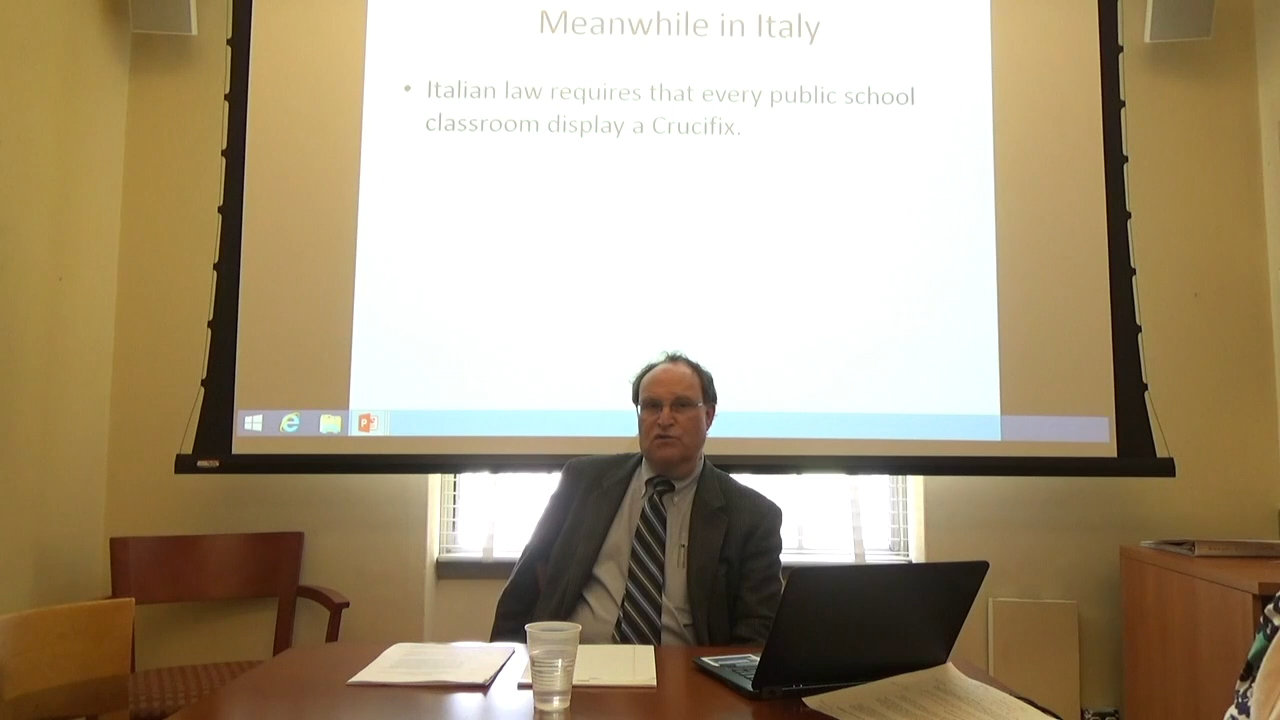 Meanwhile in Italy
• Italian law requires that every public school
classroom display a Crucifix.